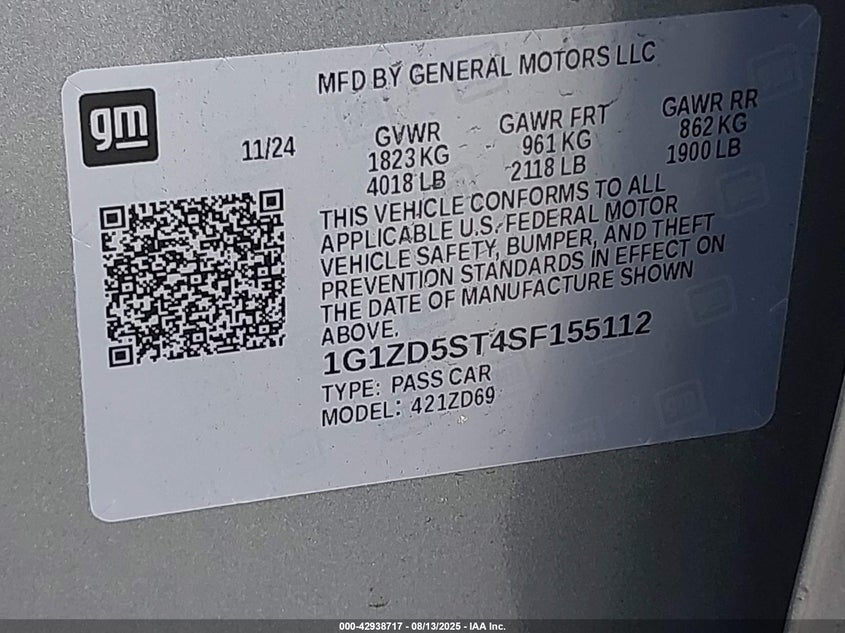 MFD BY GENERAL MOTORS LLC
gm
11/24
GVWR
1823 KG
4018 LB
GAWR FRT
961 KG
2118 LB
GAWR RR
862 KG
1900 LB
THIS VEHICLE CONFORMS TO ALL
APPLICABLE U.S. FEDERAL MOTOR
VEHICLE SAFETY, BUMPER, AND THEFT
PREVENTION STANDARDS IN EFFECT ON
THE DATE OF MANUFACTURE SHOWN
ABOVE.
1G1ZD5ST4SF155112
TYPE: PASS CAR
MODEL: 421ZD69
000-42938717 - 08/13/2025 - IAA Inc.